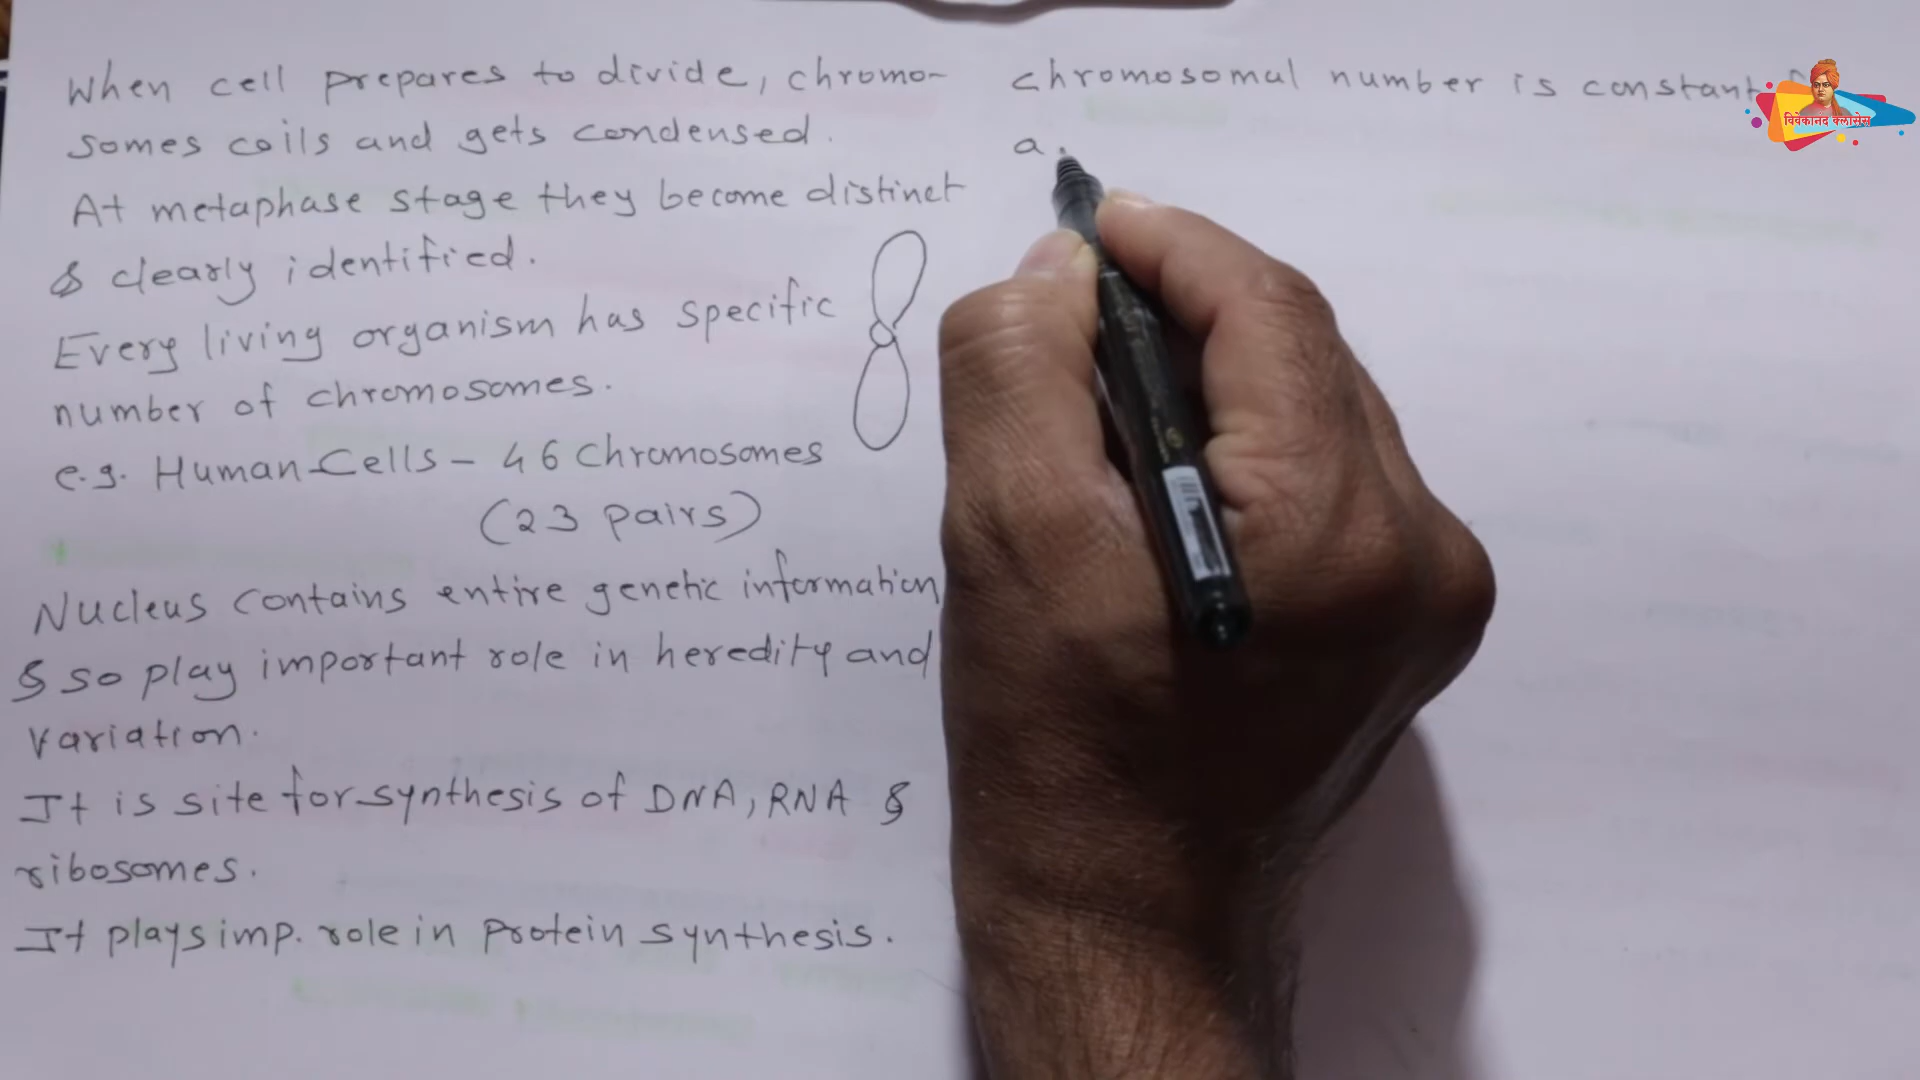 When cell prepares to divide, chromo-
somes coils and gets condensed.
At metaphase stage they become distinct
& clearly identified.
Every living organism has specific
number of chromosomes.
e.g. Human Cells - 46 Chromosomes
(23 pairs)
Nucleus contains entire genetic information
& so play important role in heredity and
variation.
It is site for synthesis of DNA, RNA &
ribosomes.
It plays imp. role in protein synthesis.
chromosomal number is constant
a
विवेकानंद क्लासेस